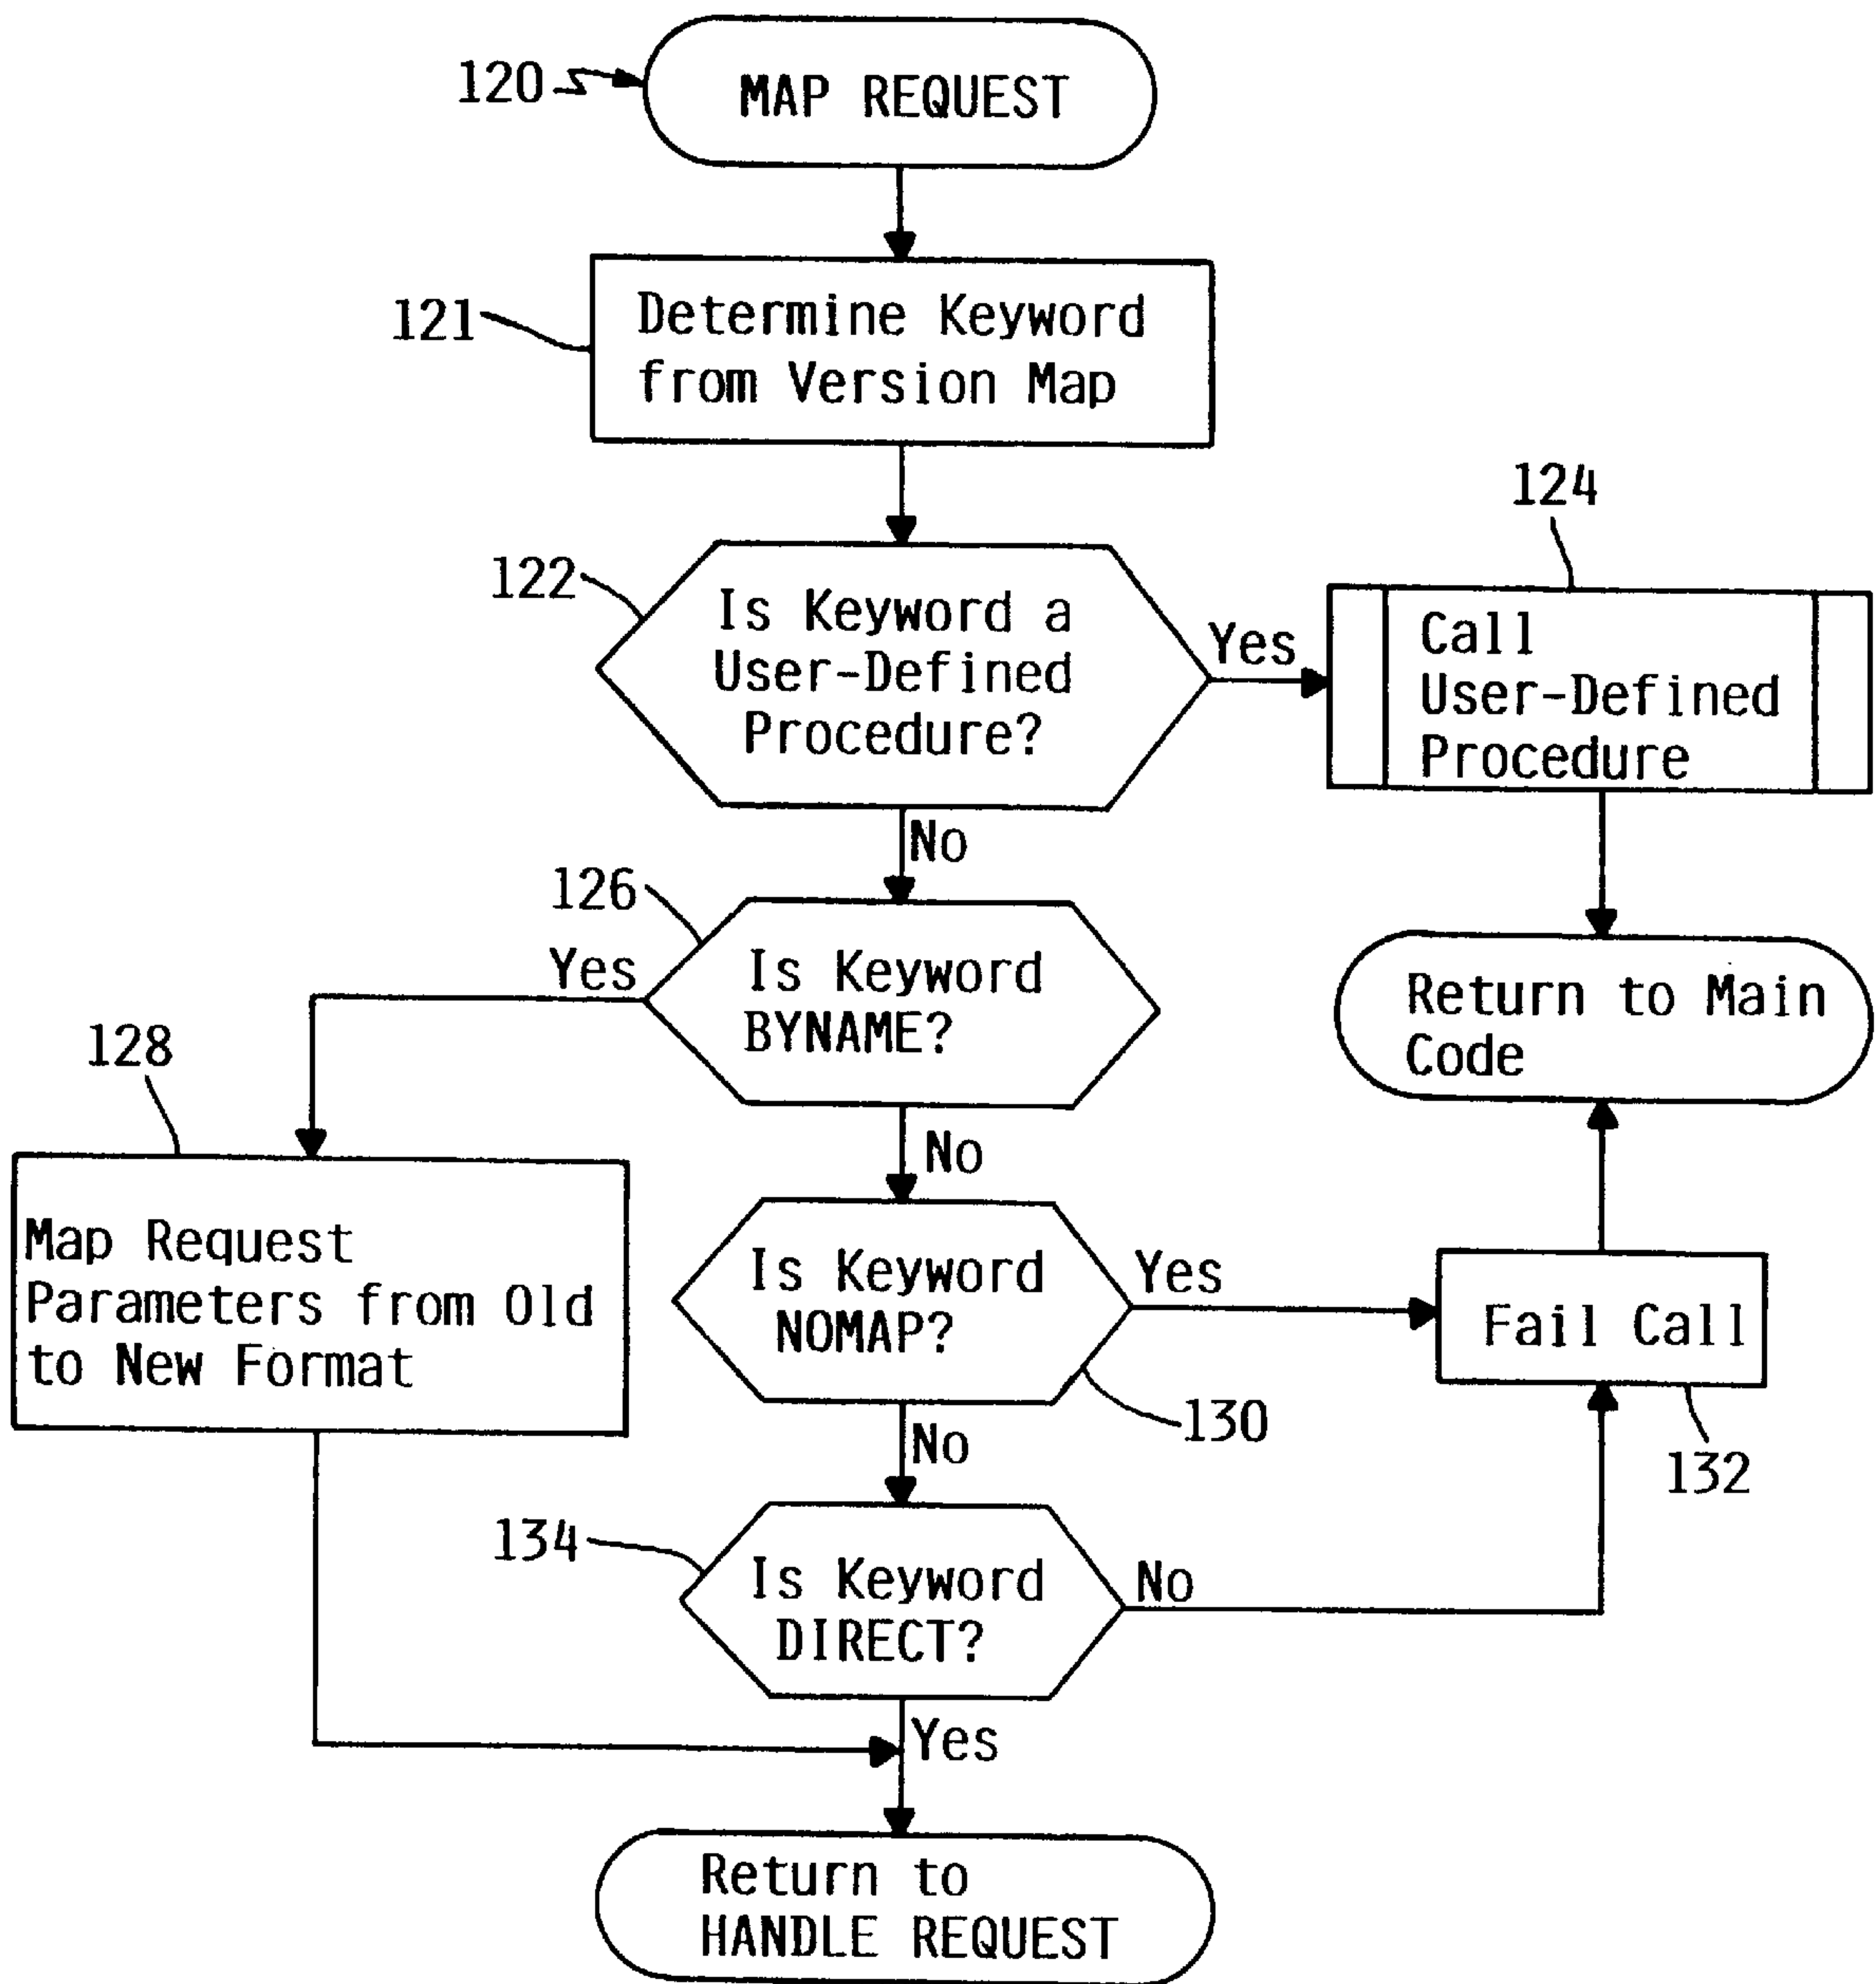 120
MAP REQUEST
121
Determine Keyword
from Version Map
122
Is Keyword a
User-Defined
Procedure?
Yes
124
Call
User-Defined
Procedure
No
126
Yes
Is Keyword
BYNAME?
Return to Main
Code
128
No
Map Request
Parameters from Old
to New Format
Is Keyword
NOMAP?
Yes
Fail Call
130
132
No
134
Is Keyword
DIRECT?
No
Yes
Return to
HANDLE REQUEST